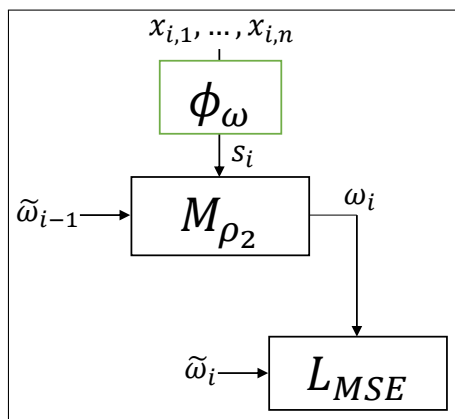 x_{i,1}, …, x_{i,n}
ϕ_ω
s_i
ω̃_{i−1}
M_{ρ_2}
ω_i
ω̃_i
L_{MSE}